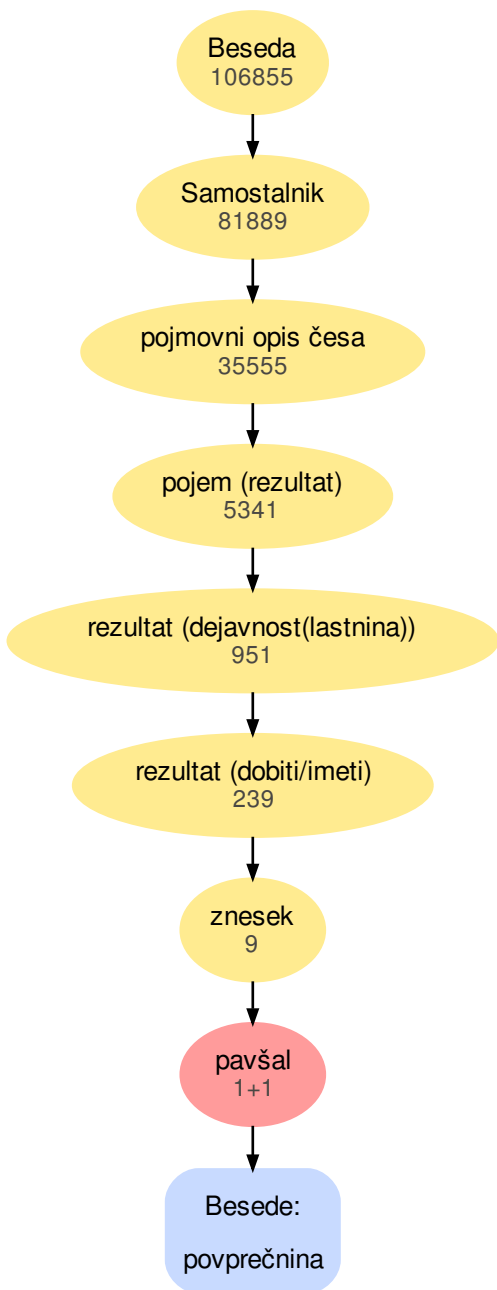 Beseda
106855
Samostalnik
81889
pojmovni opis česa
35555
pojem (rezultat)
5341
rezultat (dejavnost(lastnina))
951
rezultat (dobiti/imeti)
239
znesek
9
pavšal
1+1
Besede:
povprečnina